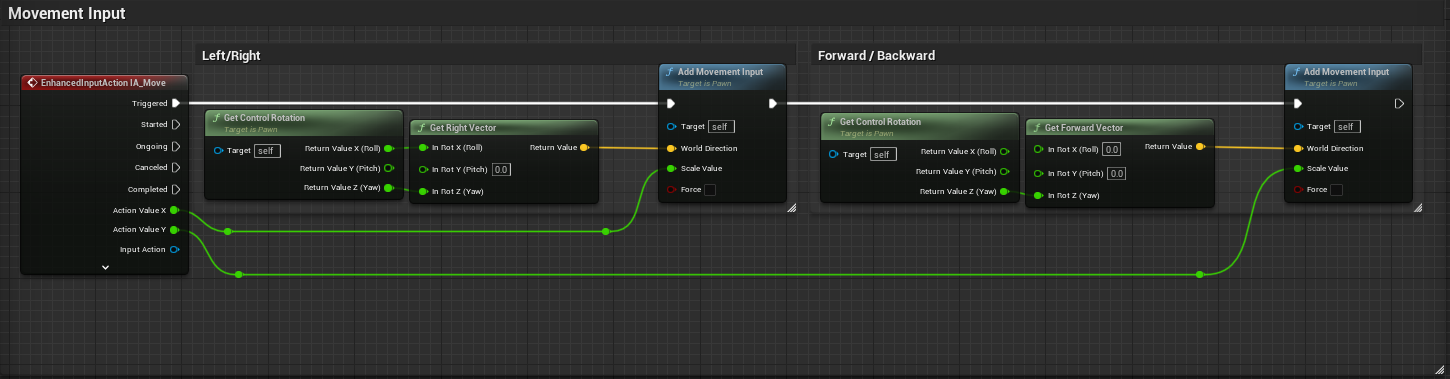 Movement Input
Left/Right
Forward / Backward
EnhancedInputAction IA_Move
Triggered
Started
Ongoing
Canceled
Completed
Action Value X
Action Value Y
Input Action
Get Control Rotation
Target is Pawn
Target self
Return Value X (Roll)
Return Value Y (Pitch)
Return Value Z (Yaw)
Get Right Vector
In Rot X (Roll)
In Rot Y (Pitch) 0.0
In Rot Z (Yaw)
Return Value
Add Movement Input
Target is Pawn
Target self
World Direction
Scale Value
Force
Get Control Rotation
Target is Pawn
Target self
Return Value X (Roll)
Return Value Y (Pitch)
Return Value Z (Yaw)
Get Forward Vector
In Rot X (Roll) 0.0
In Rot Y (Pitch) 0.0
In Rot Z (Yaw)
Return Value
Add Movement Input
Target is Pawn
Target self
World Direction
Scale Value
Force